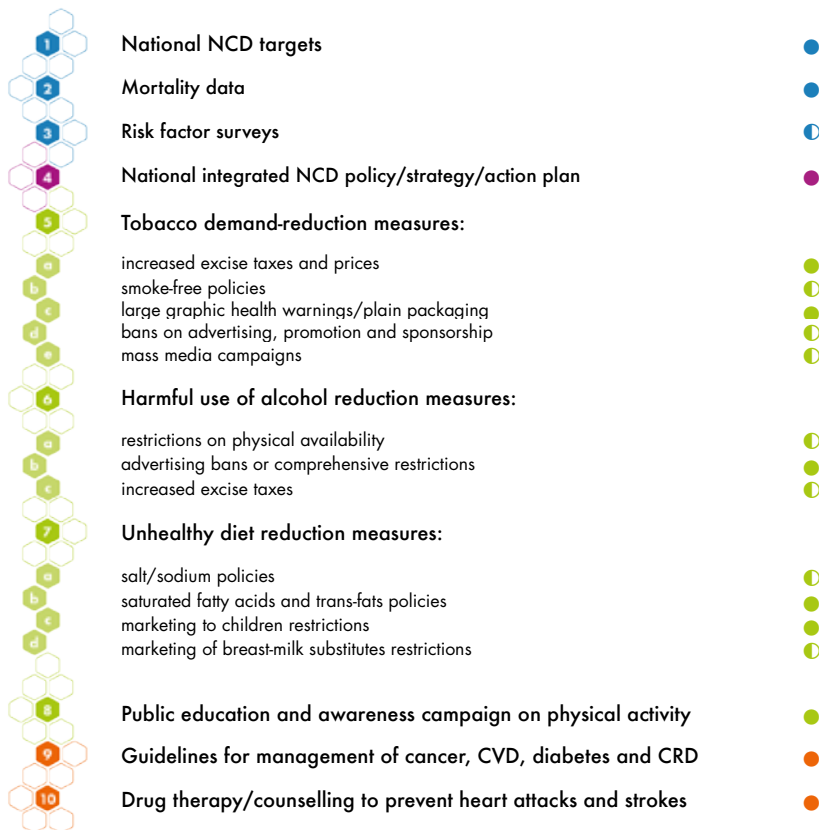 1 National NCD targets
2 Mortality data
3 Risk factor surveys
4 National integrated NCD policy/strategy/action plan
5 Tobacco demand-reduction measures:
a increased excise taxes and prices
b smoke-free policies
c large graphic health warnings/plain packaging
d bans on advertising, promotion and sponsorship
e mass media campaigns
6 Harmful use of alcohol reduction measures:
a restrictions on physical availability
b advertising bans or comprehensive restrictions
c increased excise taxes
7 Unhealthy diet reduction measures:
a salt/sodium policies
b saturated fatty acids and trans-fats policies
c marketing to children restrictions
d marketing of breast-milk substitutes restrictions
8 Public education and awareness campaign on physical activity
9 Guidelines for management of cancer, CVD, diabetes and CRD
10 Drug therapy/counselling to prevent heart attacks and strokes